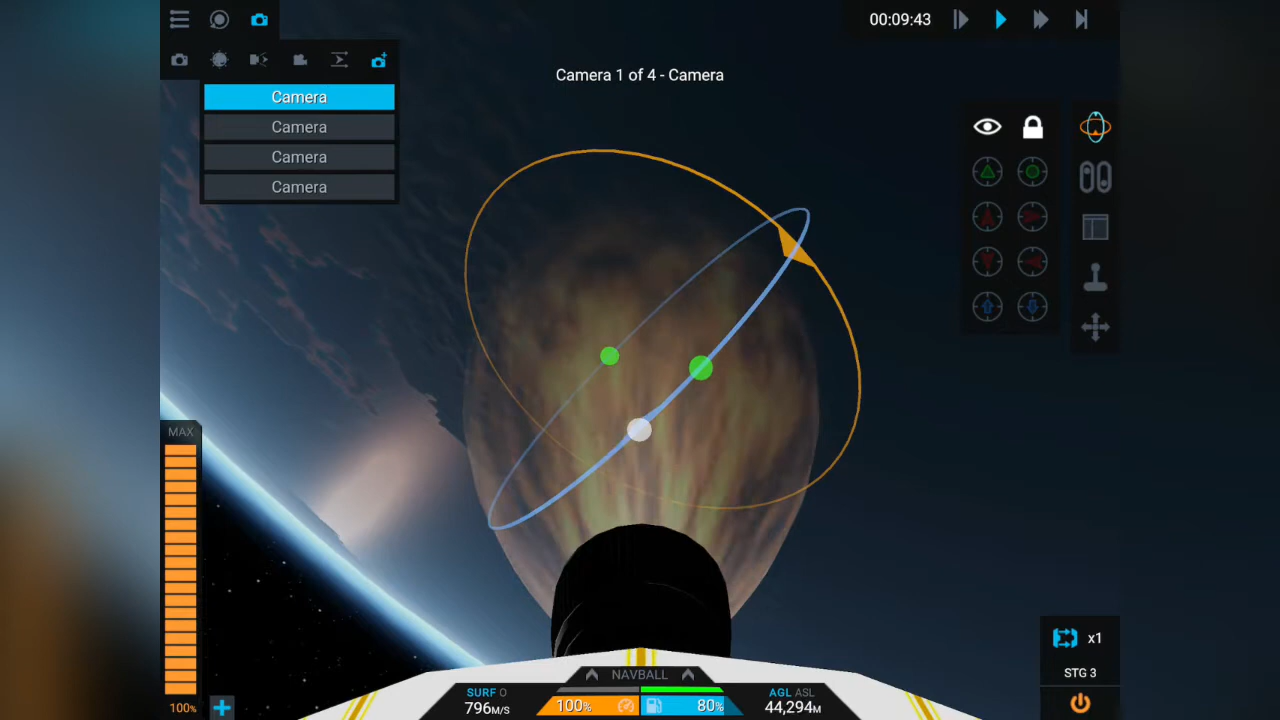 00:09:43
Camera 1 of 4 - Camera
Camera
Camera
Camera
Camera
MAX
x1
STG 3
NAVBALL
SURF O
100%
80%
AGL ASL
796M/S
44,294M
100%